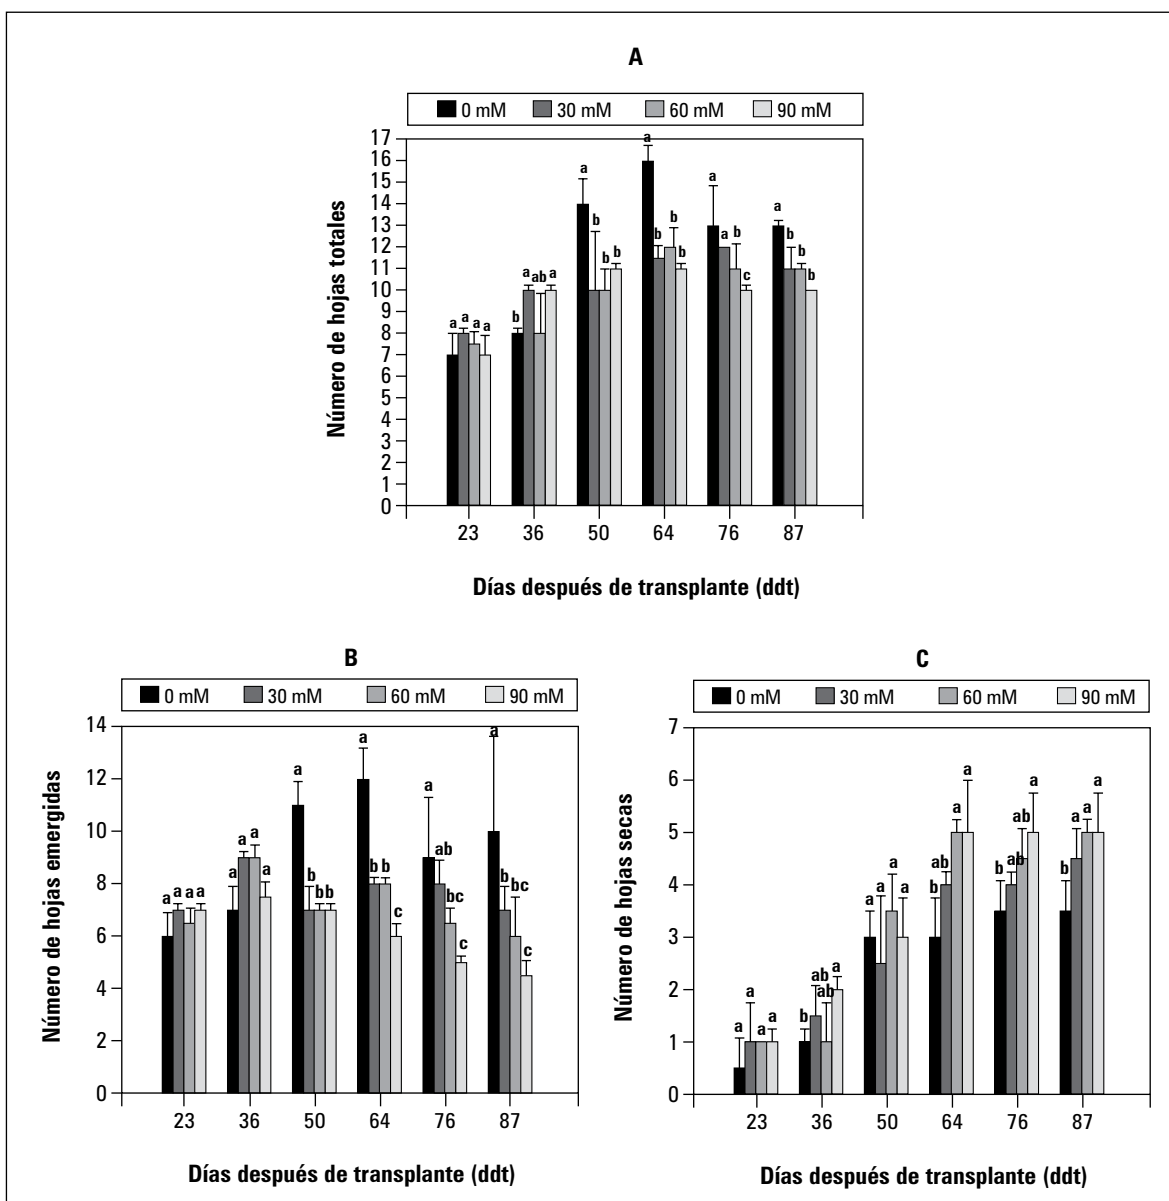 A
0 mM 30 mM 60 mM 90 mM
17
16
15
14
13
12
11
10
9
8
7
6
5
4
3
2
1
0
Número de hojas totales
a a a a
b a ab a
a b b b
a b b b
a a b c
a b b b
23 36 50 64 76 87
Días después de transplante (ddt)
B
0 mM 30 mM 60 mM 90 mM
14
12
10
8
6
4
2
0
Número de hojas emergidas
a a a a
a a a a
a b b b
a b b c
a ab bc c
a b bc c
23 36 50 64 76 87
Días después de transplante (ddt)
C
0 mM 30 mM 60 mM 90 mM
7
6
5
4
3
2
1
0
Número de hojas secas
a a a a
b ab ab a
a a a a
b ab a a
b ab ab a
b a a a
23 36 50 64 76 87
Días después de transplante (ddt)